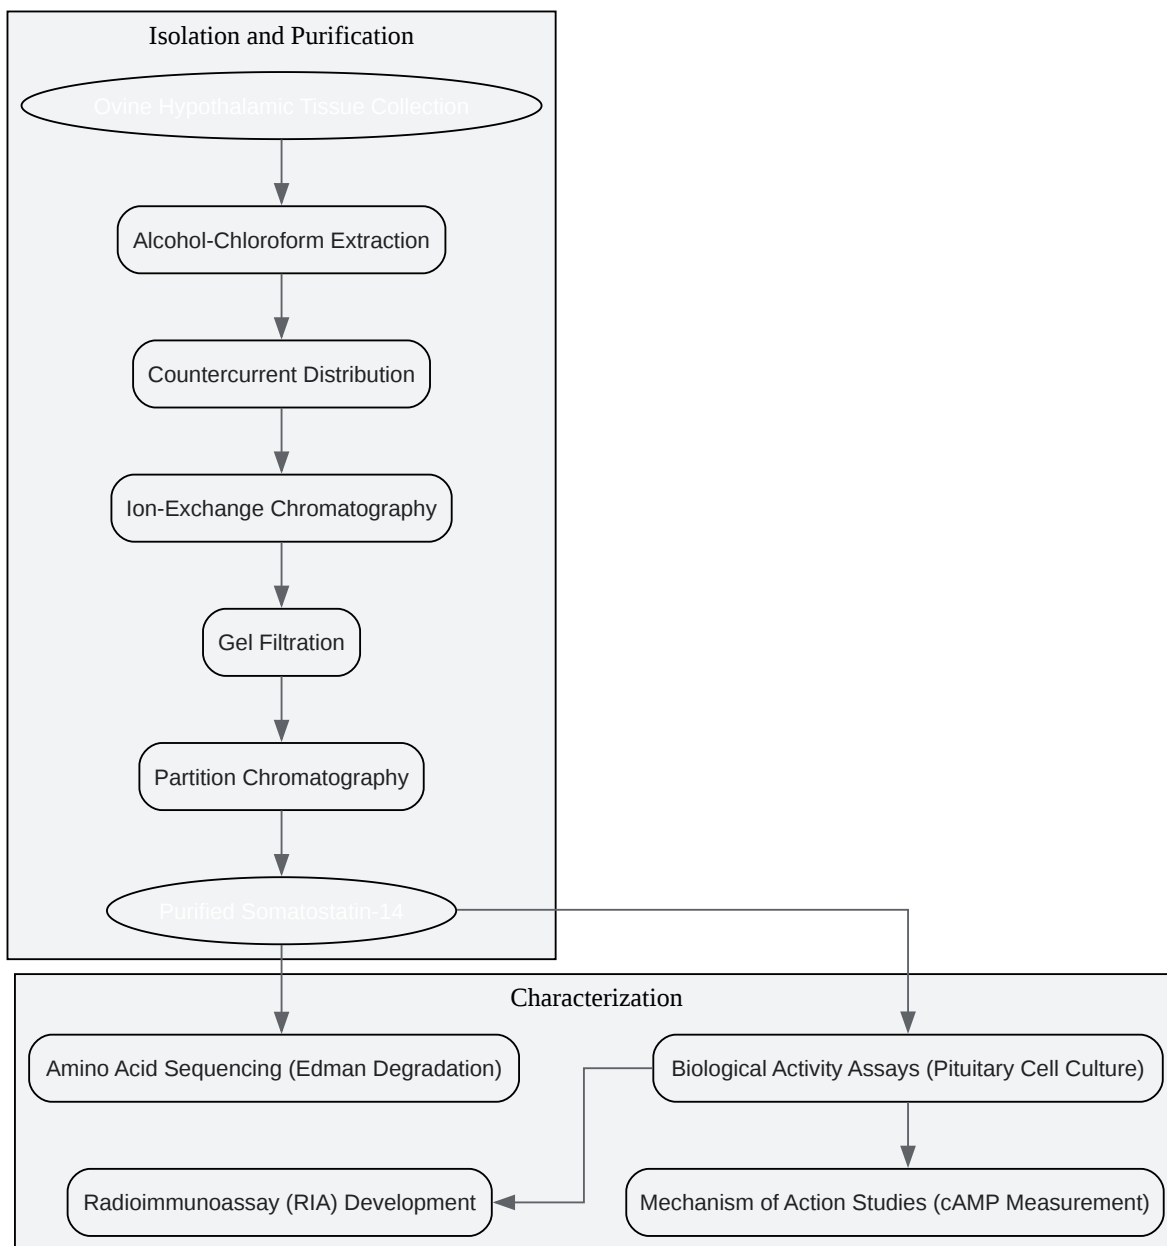 Isolation and Purification
Ovine Hypothalamic Tissue Collection
Alcohol-Chloroform Extraction
Countercurrent Distribution
Ion-Exchange Chromatography
Gel Filtration
Partition Chromatography
Purified Somatostatin-14
Characterization
Amino Acid Sequencing (Edman Degradation)
Biological Activity Assays (Pituitary Cell Culture)
Radioimmunoassay (RIA) Development
Mechanism of Action Studies (cAMP Measurement)